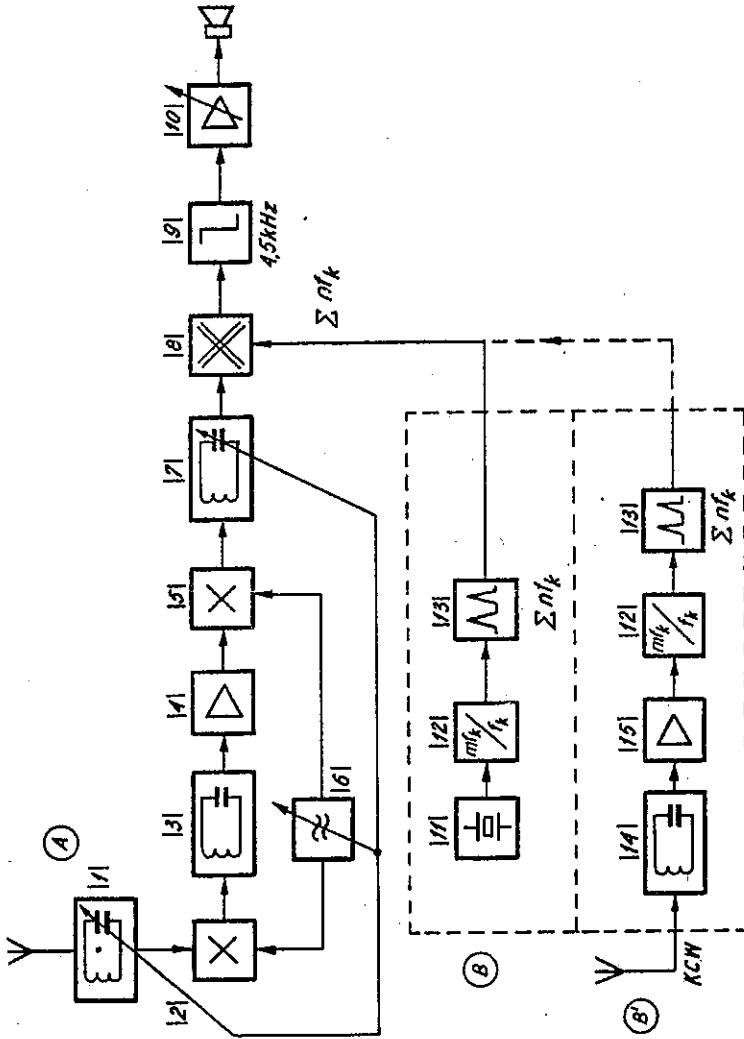 A
|1|
|2|
|3|
|4|
|5|
|6|
|7|
|8|
|9|
4,5kHz
|10|
Σ nf_k
B
|11|
|12|
mf_k / f_k
|13|
Σ nf_k
B'
KCW
|14|
|15|
|12|
mf_k / f_k
|13|
Σ nf_k